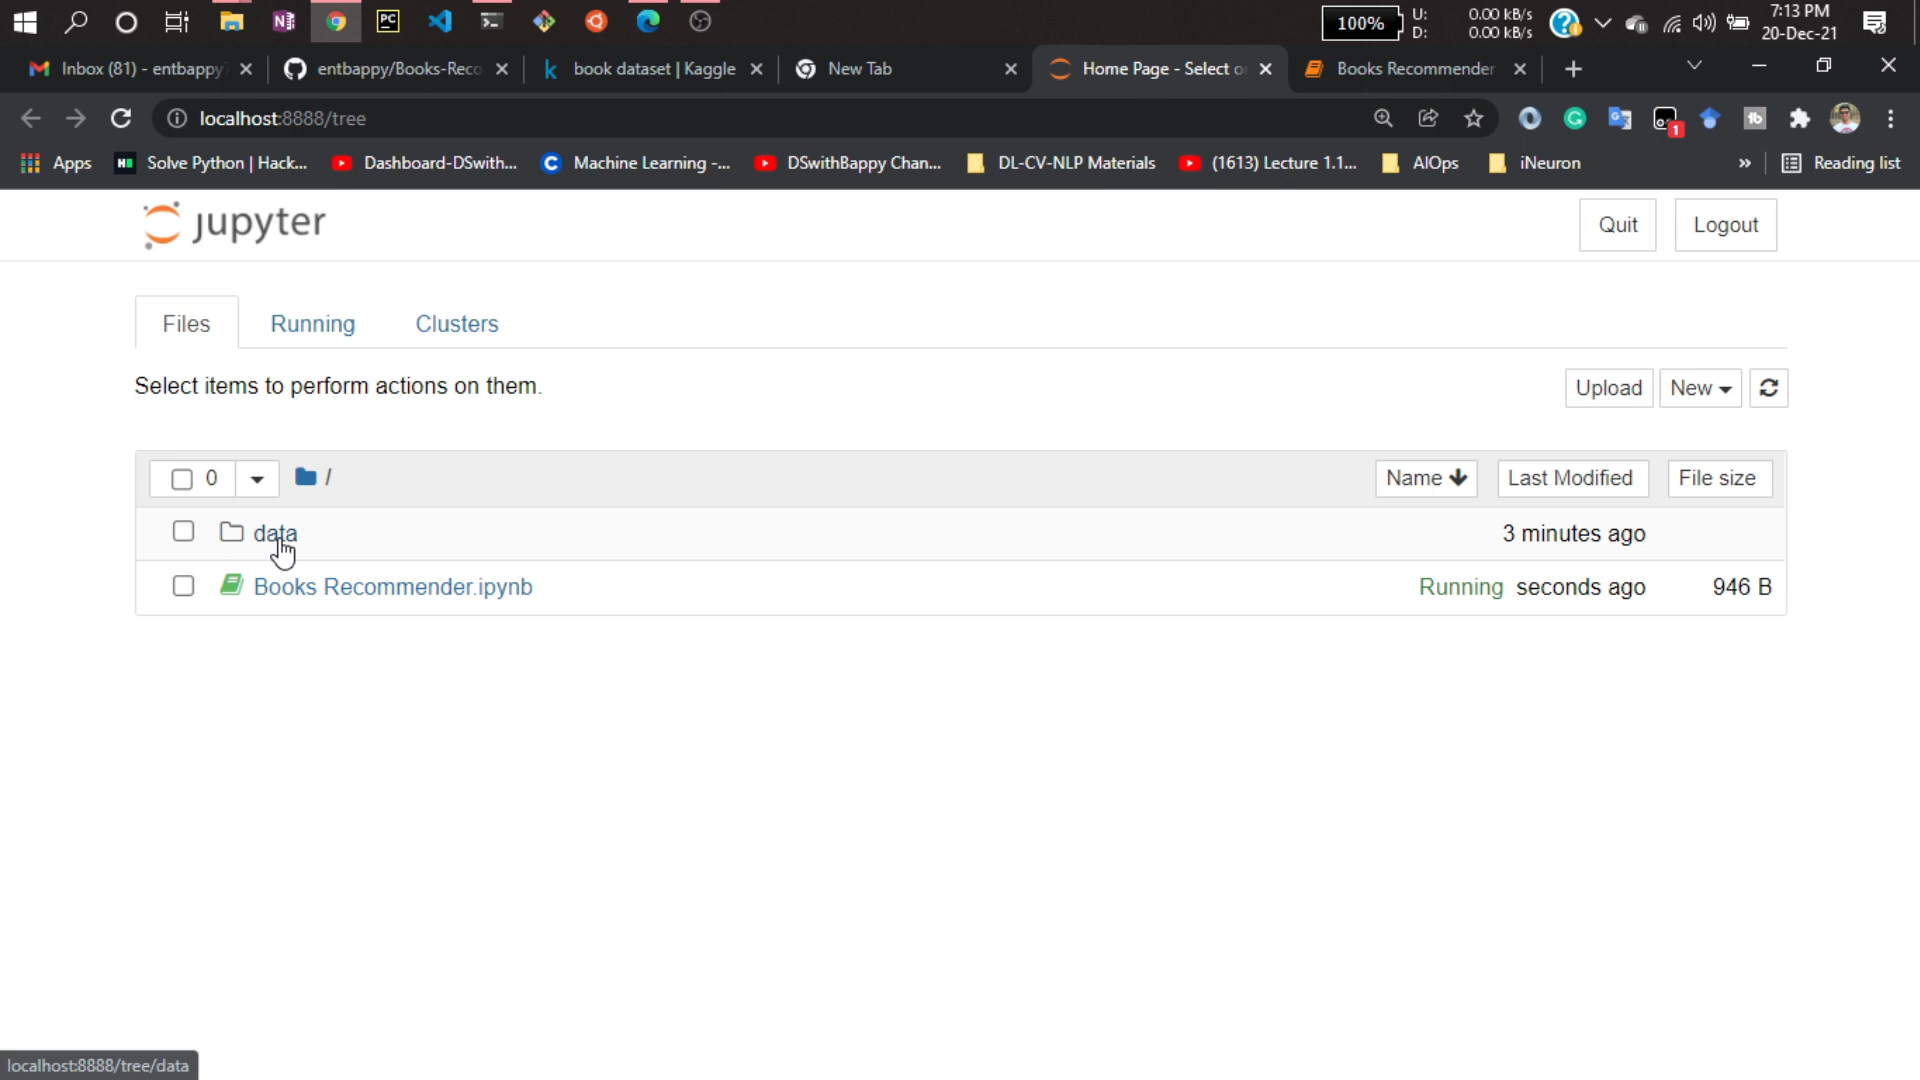 100% U: 0.00 kB/s 7:13 PM
D: 0.00 kB/s 20-Dec-21
Inbox (81) - entbappy entbappy/Books-Reco book dataset | Kaggle New Tab Home Page - Select o Books Recommender
localhost:8888/tree
Apps Solve Python | Hack... Dashboard-DSwith... Machine Learning -... DSwithBappy Chan... DL-CV-NLP Materials (1613) Lecture 1.1... AIOps iNeuron » Reading list
jupyter Quit Logout
Files Running Clusters
Select items to perform actions on them. Upload New
0 / Name Last Modified File size
data 3 minutes ago
Books Recommender.ipynb Running seconds ago 946 B
localhost:8888/tree/data